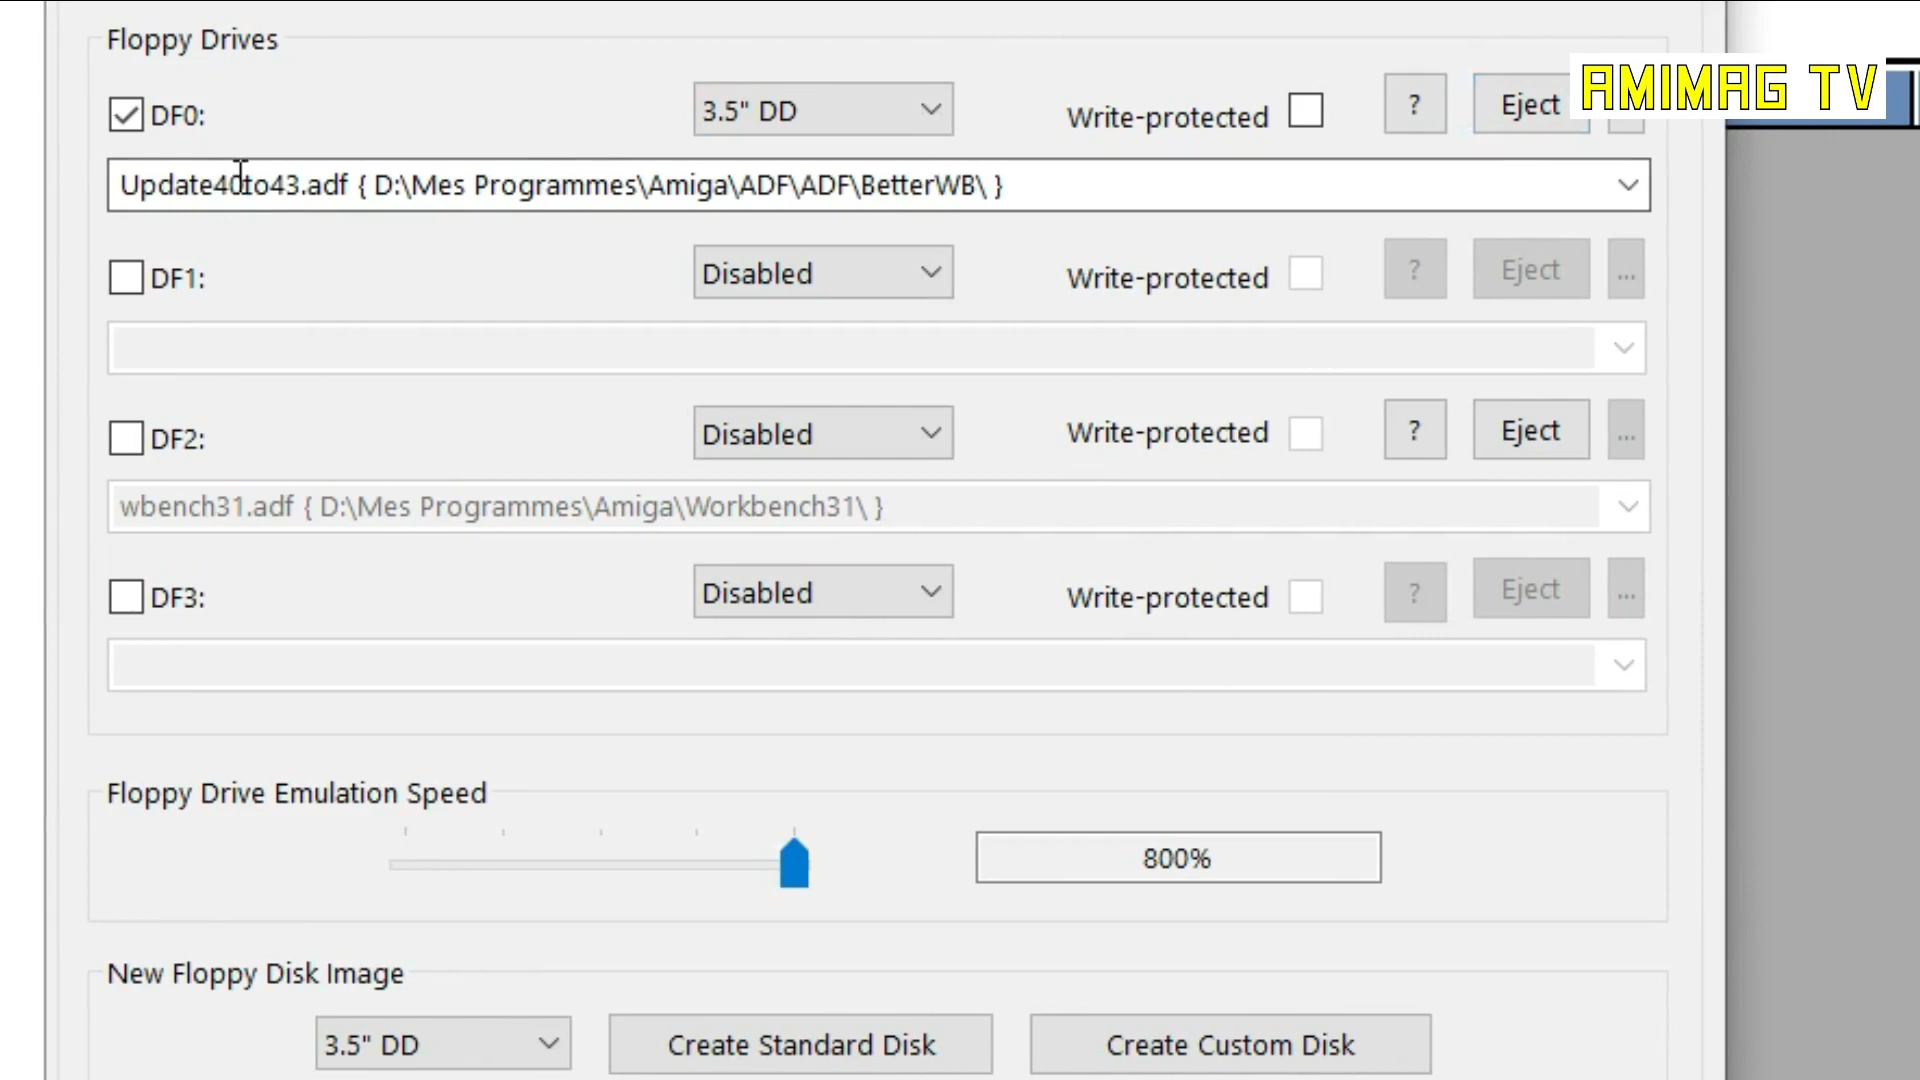 Floppy Drives
AMIMAG TV
DF0: 3.5" DD Write-protected ? Eject
Update40to43.adf { D:\Mes Programmes\Amiga\ADF\ADF\BetterWB\ }
DF1: Disabled Write-protected ? Eject ...
DF2: Disabled Write-protected ? Eject ...
wbench31.adf { D:\Mes Programmes\Amiga\Workbench31\ }
DF3: Disabled Write-protected ? Eject ...
Floppy Drive Emulation Speed
800%
New Floppy Disk Image
3.5" DD Create Standard Disk Create Custom Disk